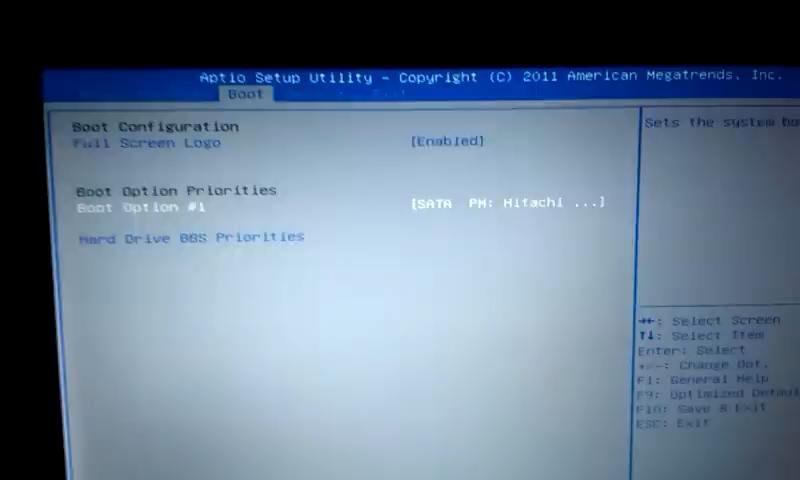 Aptio Setup Utility - Copyright (C) 2011 American Megatrends, Inc.
Boot
Boot Configuration
Full Screen Logo [Enabled]
Boot Option Priorities
Boot Option #1 [SATA PM: Hitachi ...]
Hard Drive BBS Priorities
Sets the system
→←: Select Screen
↑↓: Select Item
Enter: Select
+/-: Change Opt.
F1: General Help
F9: Optimized
F10: Save & Exit
ESC: Exit